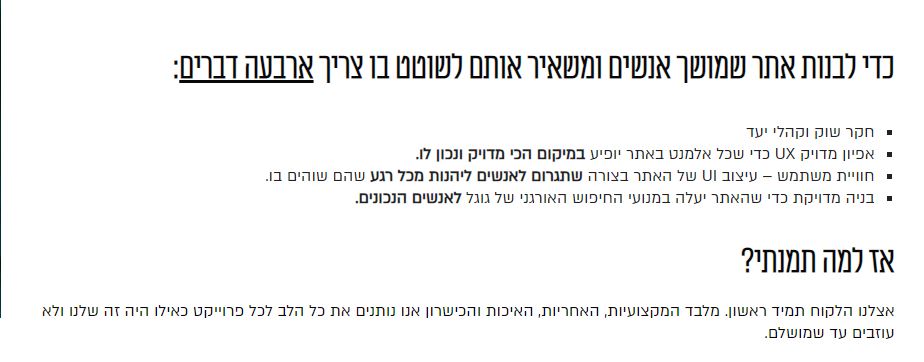 כדי לבנות אתר שמושך אנשים ומשאיר אותם לשוטט בו צריך ארבעה דברים:
חקר שוק וקהלי יעד
אפיון מדויק UX כדי שכל אלמנט באתר יופיע במיקום הכי מדויק ונכון לו.
חוויית משתמש – עיצוב UI של האתר בצורה שתגרום לאנשים ליהנות מכל רגע שהם שוהים בו.
בניה מדויקת כדי שהאתר יעלה במנועי החיפוש האורגני של גוגל לאנשים הנכונים.
אז למה תמנתי?
אצלנו הלקוח תמיד ראשון. מלבד המקצועיות, האחריות, האיכות והכישרון אנו נותנים את כל הלב לכל פרוייקט כאילו היה זה שלנו ולא
עוזבים עד שמושלם.